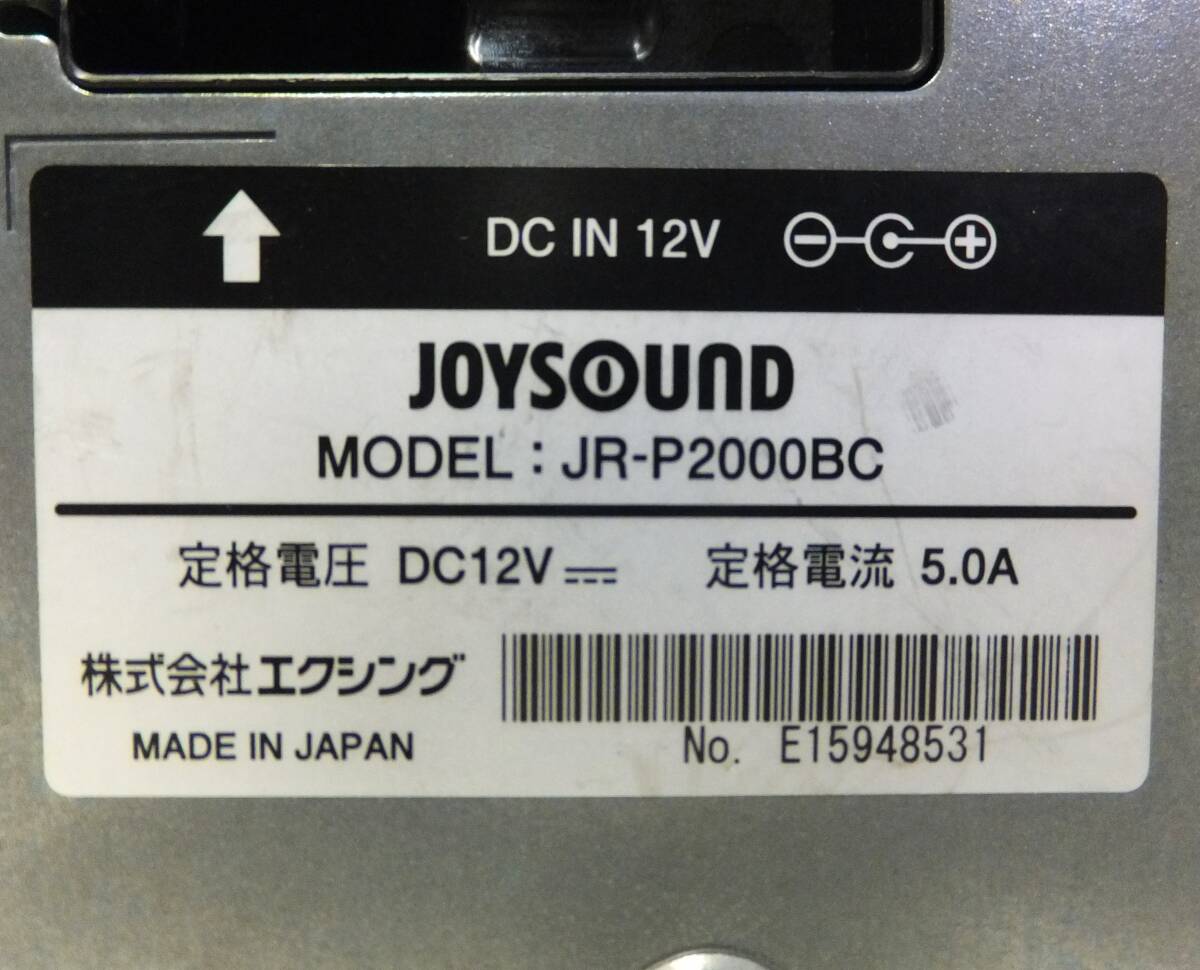 DC IN 12V
JOYSOUND
MODEL : JR-P2000BC
定格電圧 DC12V 定格電流 5.0A
株式会社エクシング
MADE IN JAPAN
No. E15948531